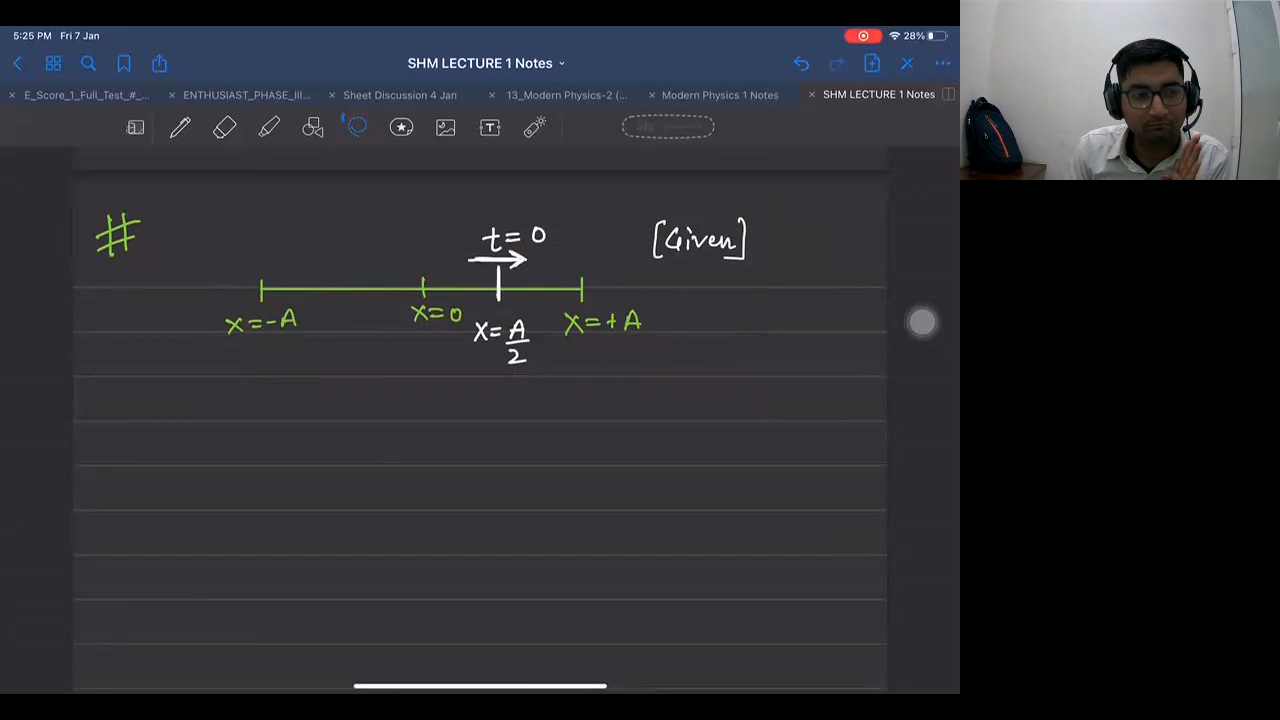 5:25 PM Fri 7 Jan
28%
SHM LECTURE 1 Notes
E_Score_1_Full_Test_#_...
ENTHUSIAST_PHASE_III...
Sheet Discussion 4 Jan
13_Modern Physics-2 (...
Modern Physics 1 Notes
SHM LECTURE 1 Notes
#
t=0
[Given]
x=-A
x=0
x=A/2
x=+A